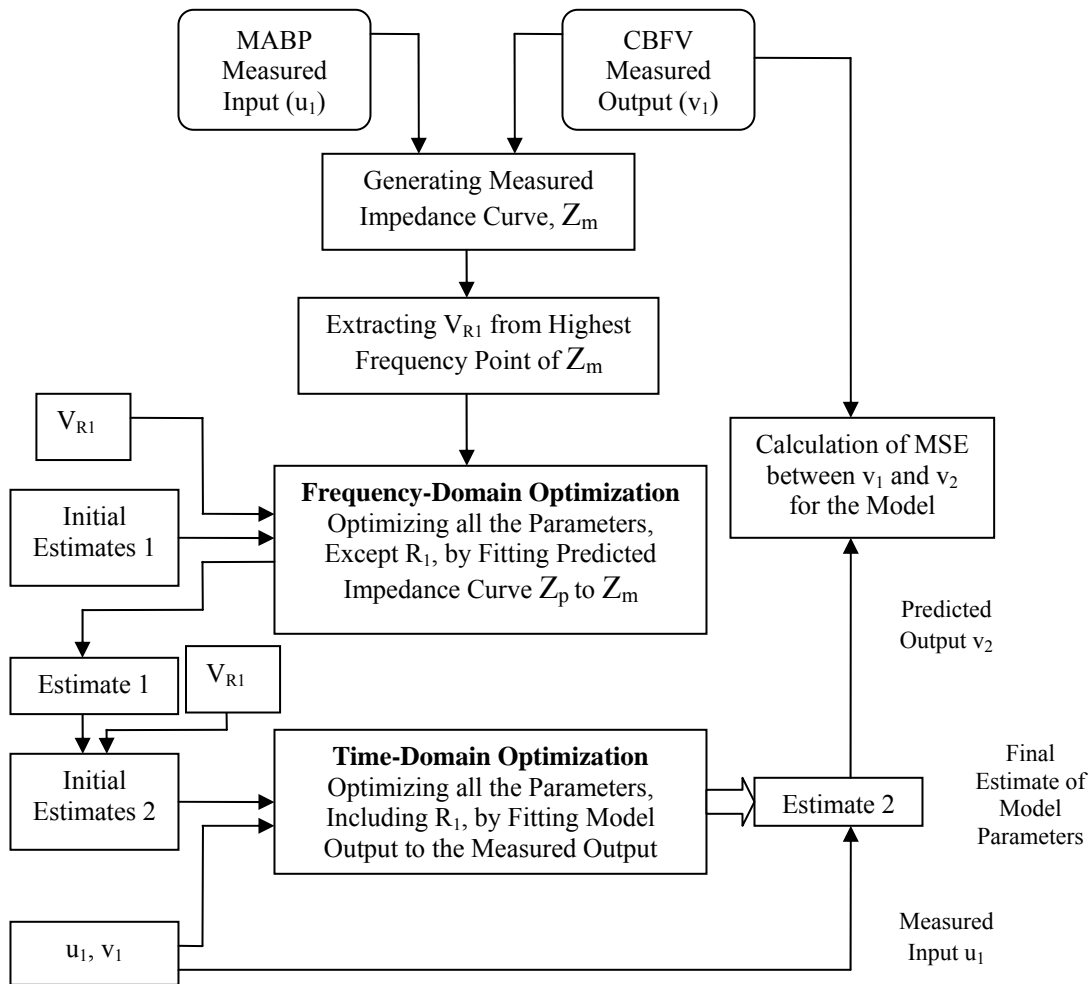 MABP
Measured
Input (u₁)
CBFV
Measured
Output (v₁)
Generating Measured
Impedance Curve, Zₘ
Extracting V_R1 from Highest
Frequency Point of Zₘ
V_R1
Initial
Estimates 1
Frequency-Domain Optimization
Optimizing all the Parameters,
Except R₁, by Fitting Predicted
Impedance Curve Zₚ to Zₘ
Calculation of MSE
between v₁ and v₂
for the Model
Predicted
Output v₂
Estimate 1
V_R1
Initial
Estimates 2
Time-Domain Optimization
Optimizing all the Parameters,
Including R₁, by Fitting Model
Output to the Measured Output
Estimate 2
Final
Estimate of
Model
Parameters
u₁, v₁
Measured
Input u₁